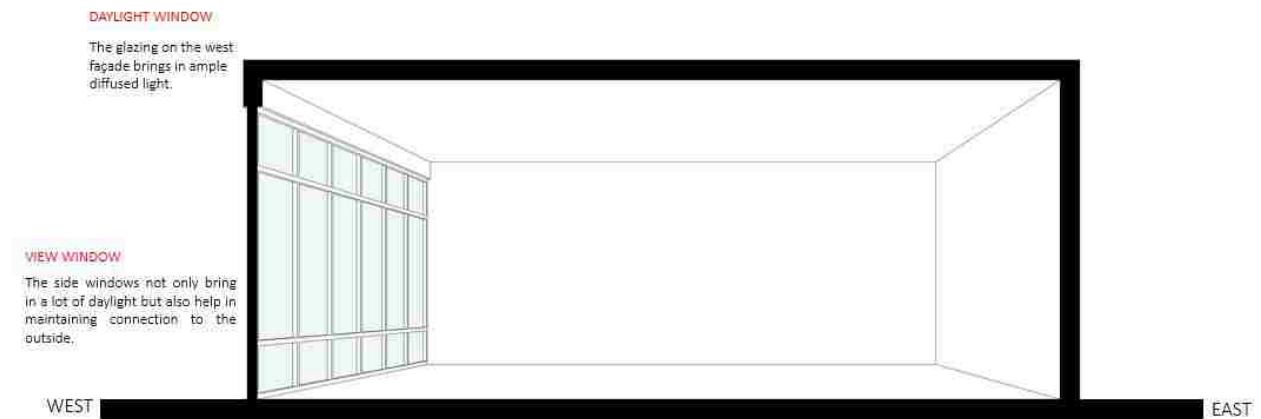 DAYLIGHT WINDOW
The glazing on the west
façade brings in ample
diffused light.
VIEW WINDOW
The side windows not only bring
in a lot of daylight but also help in
maintaining connection to the
outside.
WEST
EAST